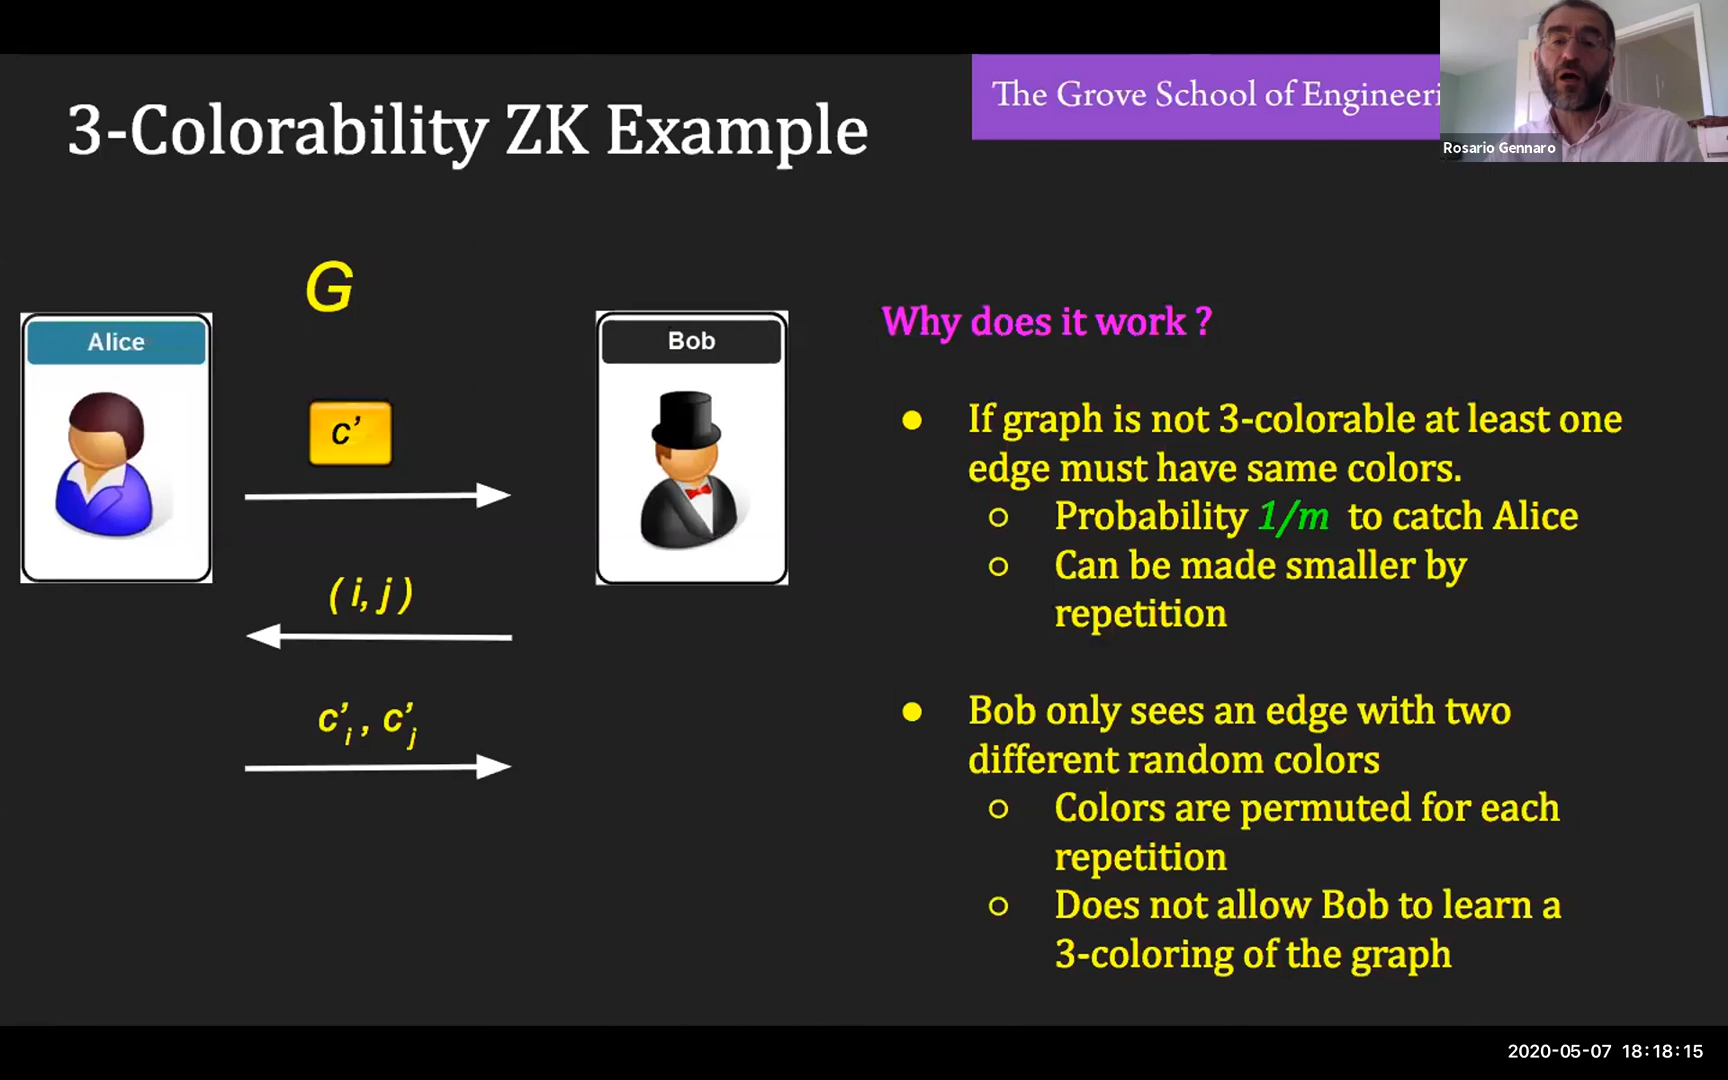 3-Colorability ZK Example
The Grove School of Engineeri
Rosario Gennaro
G
Alice
Bob
c’
( i, j )
c’i , c’j
Why does it work ?
● If graph is not 3-colorable at least one
edge must have same colors.
○ Probability 1/m to catch Alice
○ Can be made smaller by
repetition
● Bob only sees an edge with two
different random colors
○ Colors are permuted for each
repetition
○ Does not allow Bob to learn a
3-coloring of the graph
2020-05-07 18:18:15